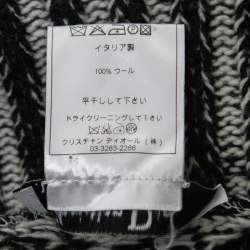 イタリア製
100% ウール
平干しして下さい
ドライクリーニングして下さい
クリスチャン ディオール (株)
03-3263-2266